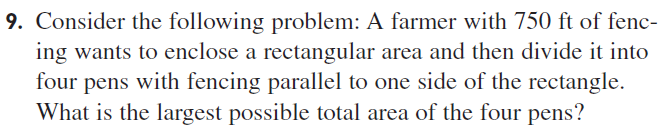 9. Consider the following problem: A farmer with 750 ft of fenc-
ing wants to enclose a rectangular area and then divide it into
four pens with fencing parallel to one side of the rectangle.
What is the largest possible total area of the four pens?